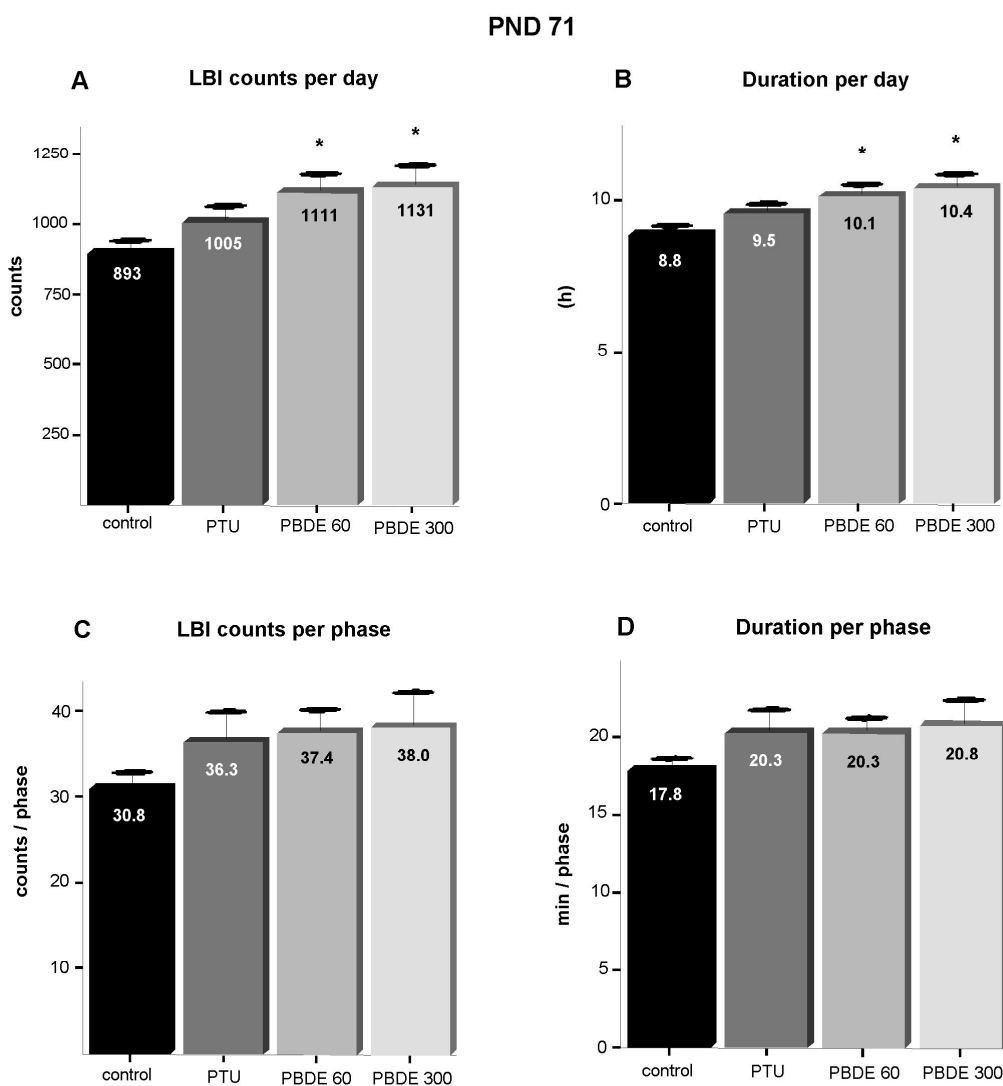 PND 71
A LBI counts per day
counts
1250
1000
750
500
250
* *
893 1005 1111 1131
control PTU PBDE 60 PBDE 300
B Duration per day
(h)
10
5
0
* *
8.8 9.5 10.1 10.4
control PTU PBDE 60 PBDE 300
C LBI counts per phase
counts / phase
40
30
20
10
30.8 36.3 37.4 38.0
control PTU PBDE 60 PBDE 300
D Duration per phase
min / phase
20
15
10
5
0
17.8 20.3 20.3 20.8
control PTU PBDE 60 PBDE 300